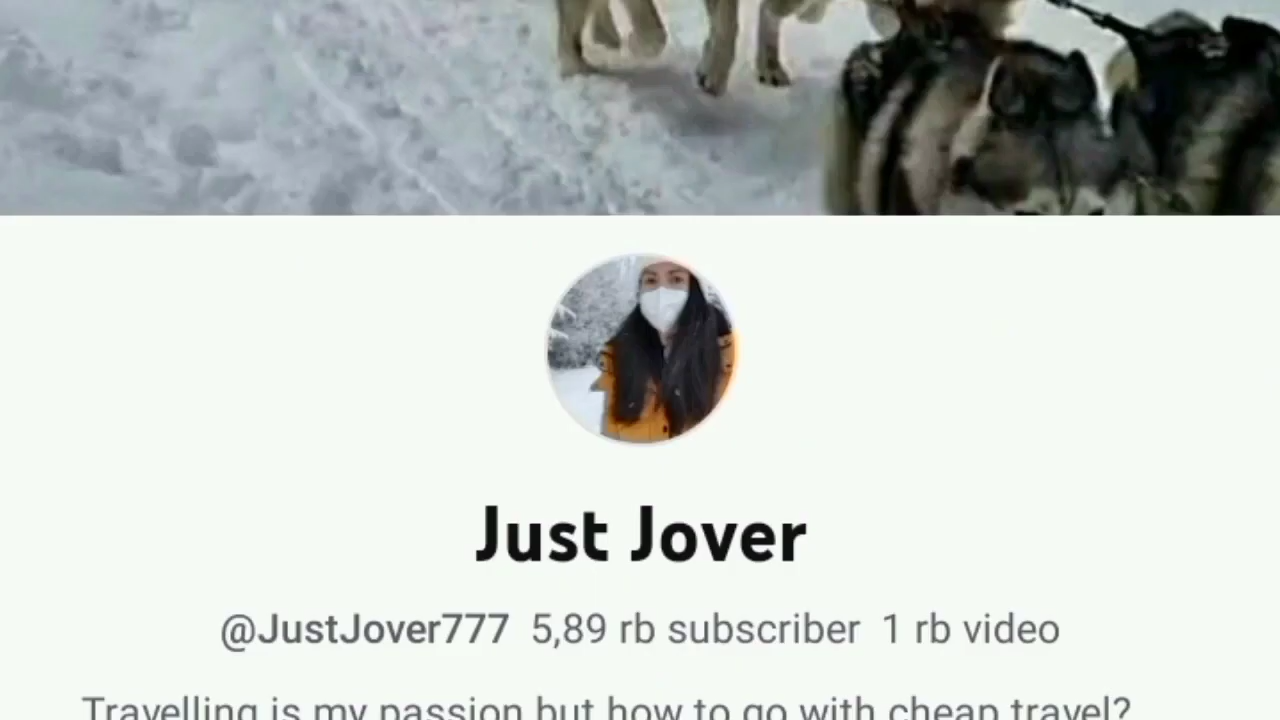 Just Jover
@JustJover777 5,89 rb subscriber 1 rb video
Travelling is my passion but how to go with cheap travel?